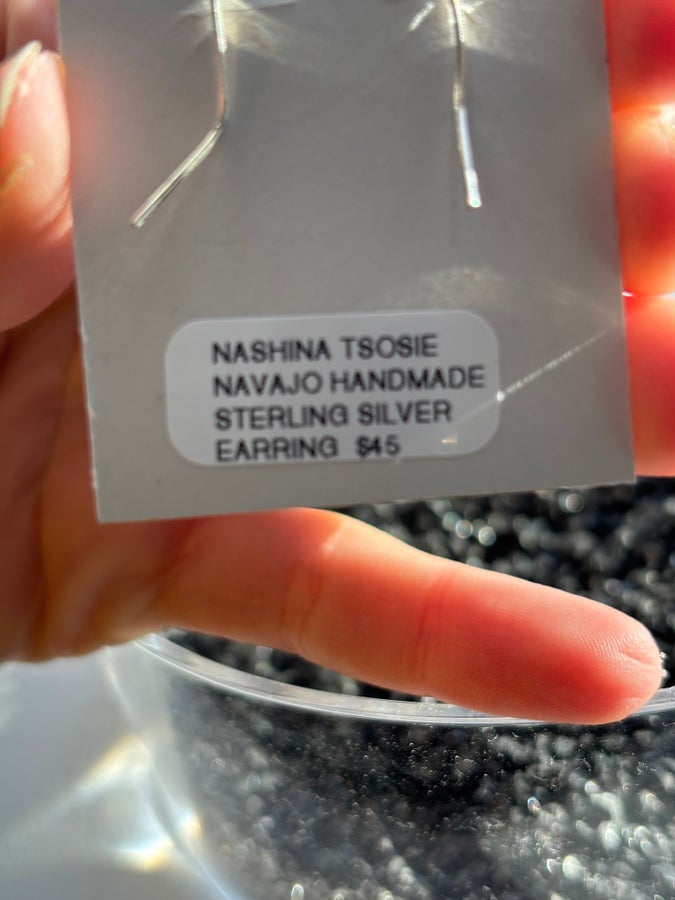 NASHINA TSOSIE
NAVAJO HANDMADE
STERLING SILVER
EARRING $45